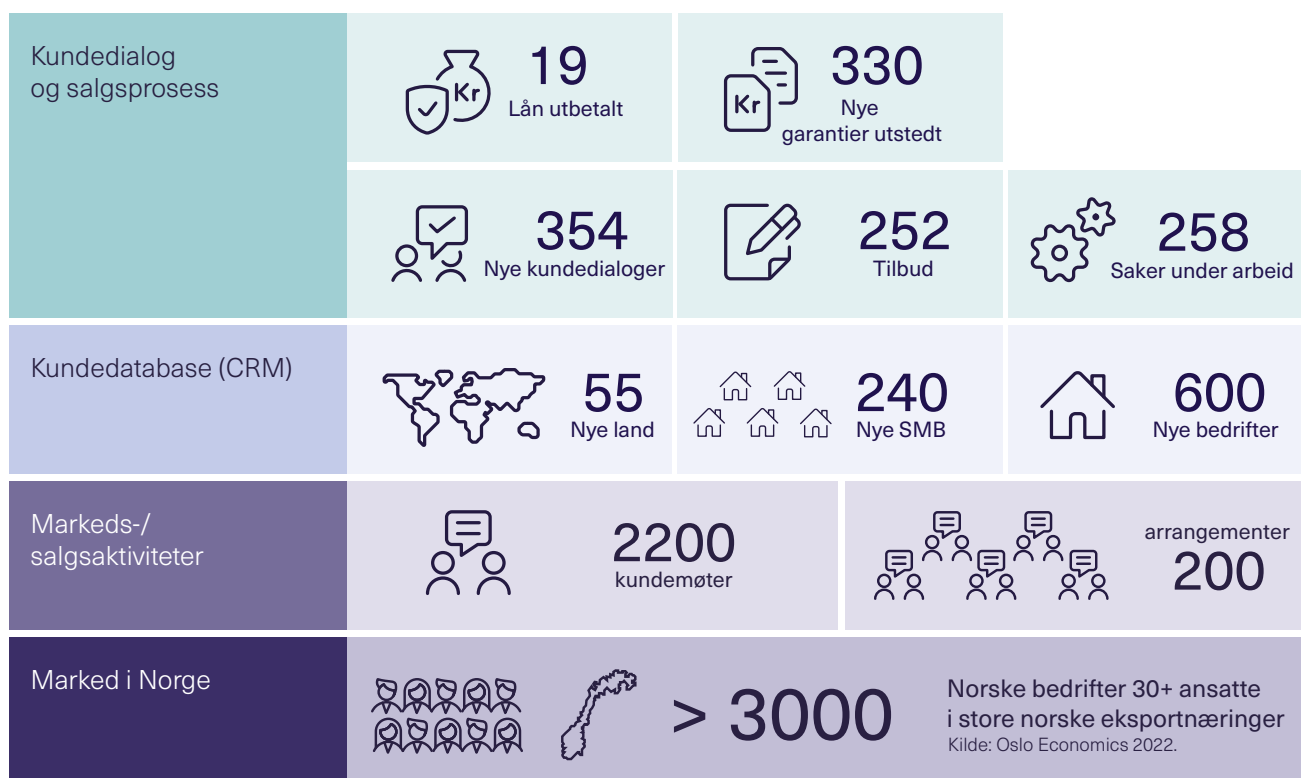 Kundedialog
og salgsprosess
Kr
19
Lån utbetalt
Kr
330
Nye
garantier utstedt
354
Nye kundedialoger
252
Tilbud
258
Saker under arbeid
Kundedatabase (CRM)
55
Nye land
240
Nye SMB
600
Nye bedrifter
Markeds-/
salgsaktiviteter
2200
kundemøter
arrangementer
200
Marked i Norge
> 3000
Norske bedrifter 30+ ansatte
i store norske eksportnæringer
Kilde: Oslo Economics 2022.